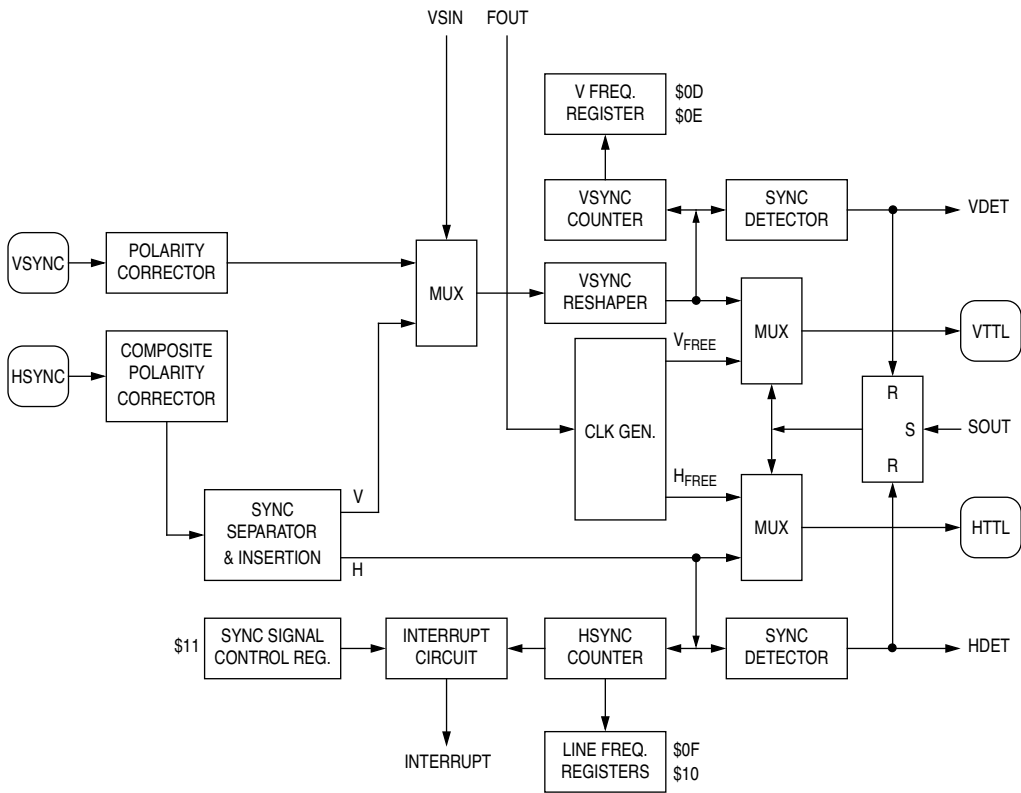 VSIN
FOUT
V FREQ.
REGISTER
$0D
$0E
VSYNC
COUNTER
SYNC
DETECTOR
VDET
VSYNC
POLARITY
CORRECTOR
MUX
VSYNC
RESHAPER
MUX
VTTL
HSYNC
COMPOSITE
POLARITY
CORRECTOR
VFREE
CLK GEN.
HFREE
R
S
R
SOUT
SYNC
SEPARATOR
& INSERTION
V
H
MUX
HTTL
$11
SYNC SIGNAL
CONTROL REG.
INTERRUPT
CIRCUIT
HSYNC
COUNTER
SYNC
DETECTOR
HDET
INTERRUPT
LINE FREQ.
REGISTERS
$0F
$10